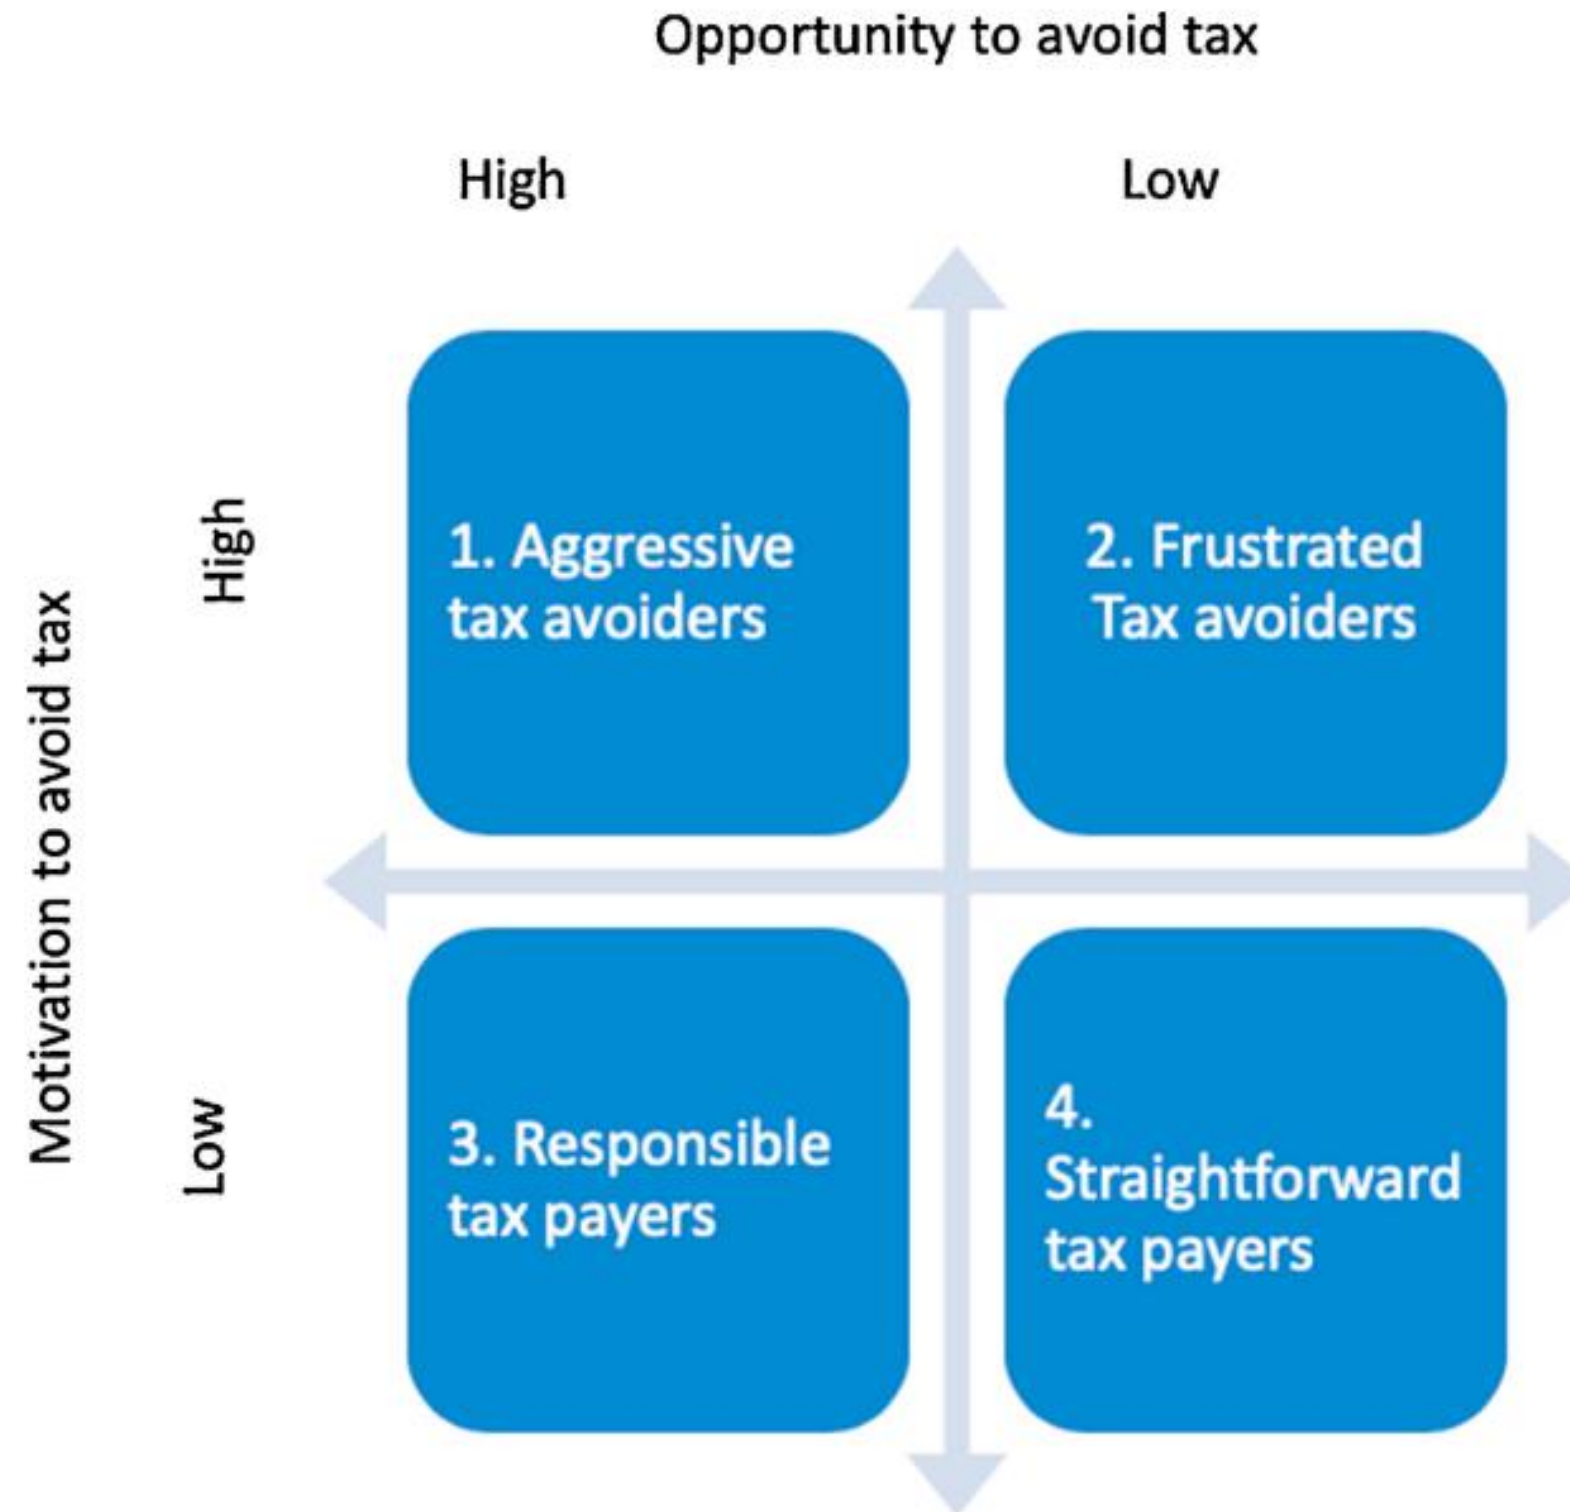 Opportunity to avoid tax
High
Low
Motivation to avoid tax
High
1. Aggressive
tax avoiders
2. Frustrated
Tax avoiders
Low
3. Responsible
tax payers
4.
Straightforward
tax payers